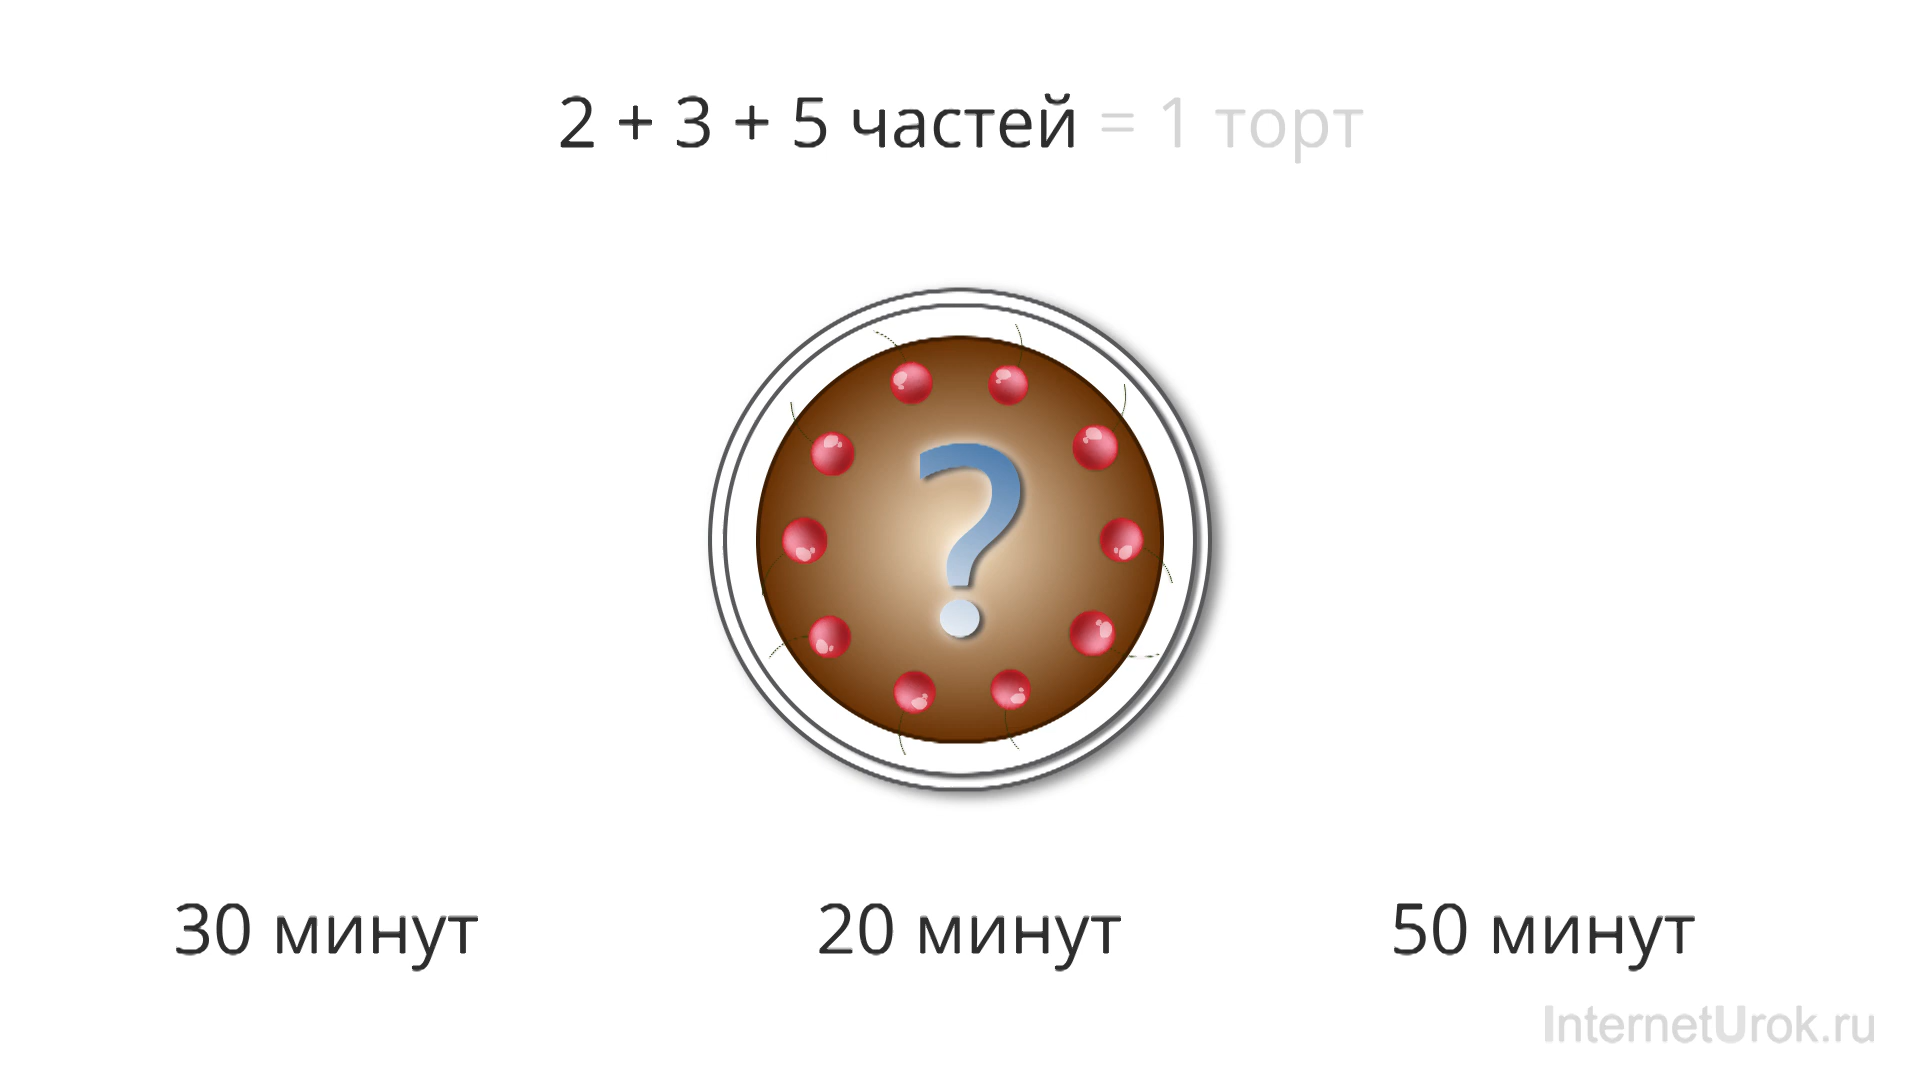 2 + 3 + 5 частей = 1 торт
?
30 минут 20 минут 50 минут
InternetUrok.ru